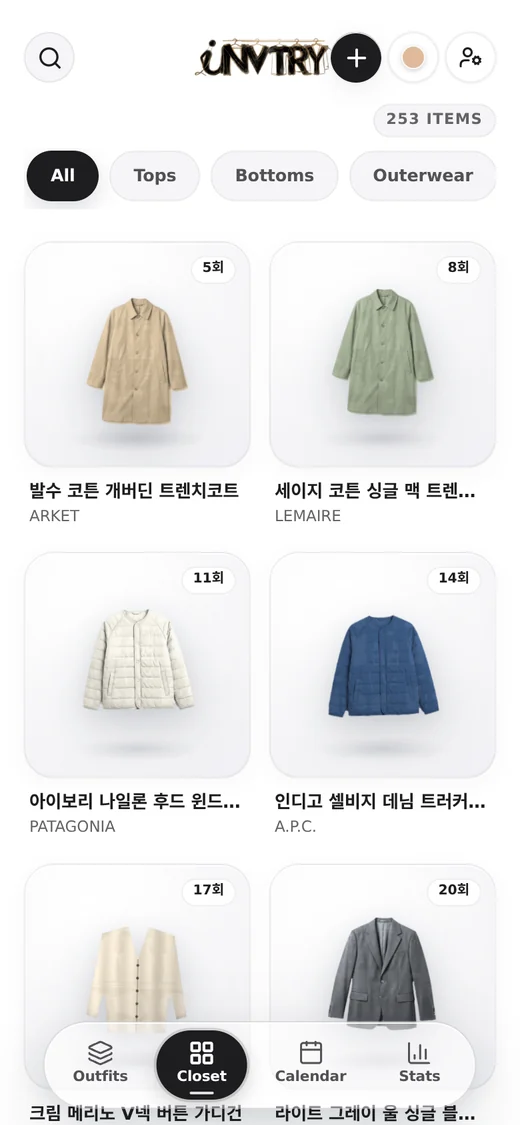 iNVTRY
253 ITEMS
All Tops Bottoms Outerwear
5회 8회
발수 코튼 개버딘 트렌치코트 세이지 코튼 싱글 맥 트렌...
ARKET LEMAIRE
11회 14회
아이보리 나일론 후드 윈드... 인디고 셀비지 데님 트러커...
PATAGONIA A.P.C.
17회 20회
Outfits Closet Calendar Stats
크림 메리노 V넥 버튼 가디건 라이트 그레이 울 싱글 블...